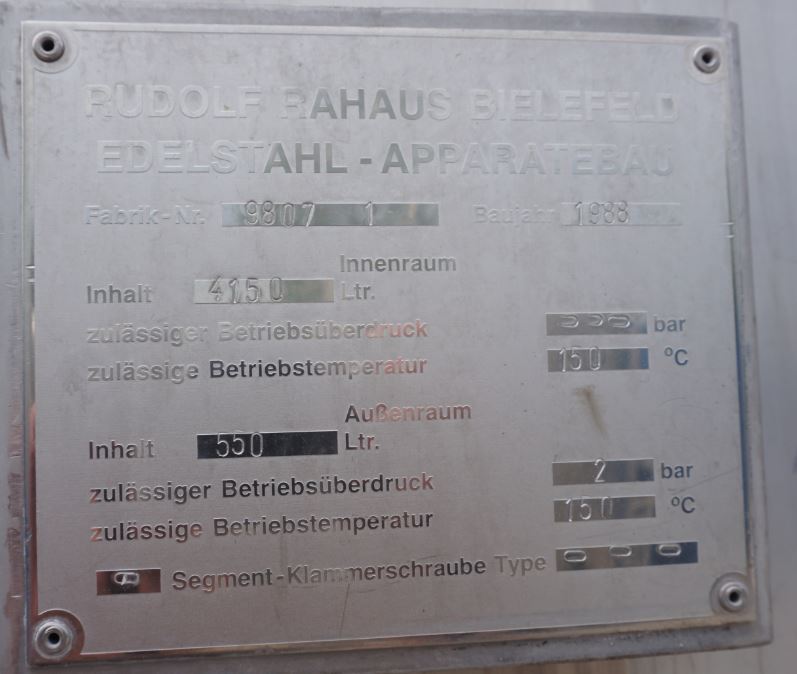 RUDOLF RAHAUS BIELEFELD
EDELSTAHL - APPARATEBAU
Fabrik-Nr. 9807 1 Baujahr 1988
Innenraum
Inhalt 4150 Ltr.
zulässiger Betriebsüberdruck bar
zulässige Betriebstemperatur 150 °C
Außenraum
Inhalt 550 Ltr.
zulässiger Betriebsüberdruck 2 bar
zulässige Betriebstemperatur 150 °C
Segment-Klammerschraube Type